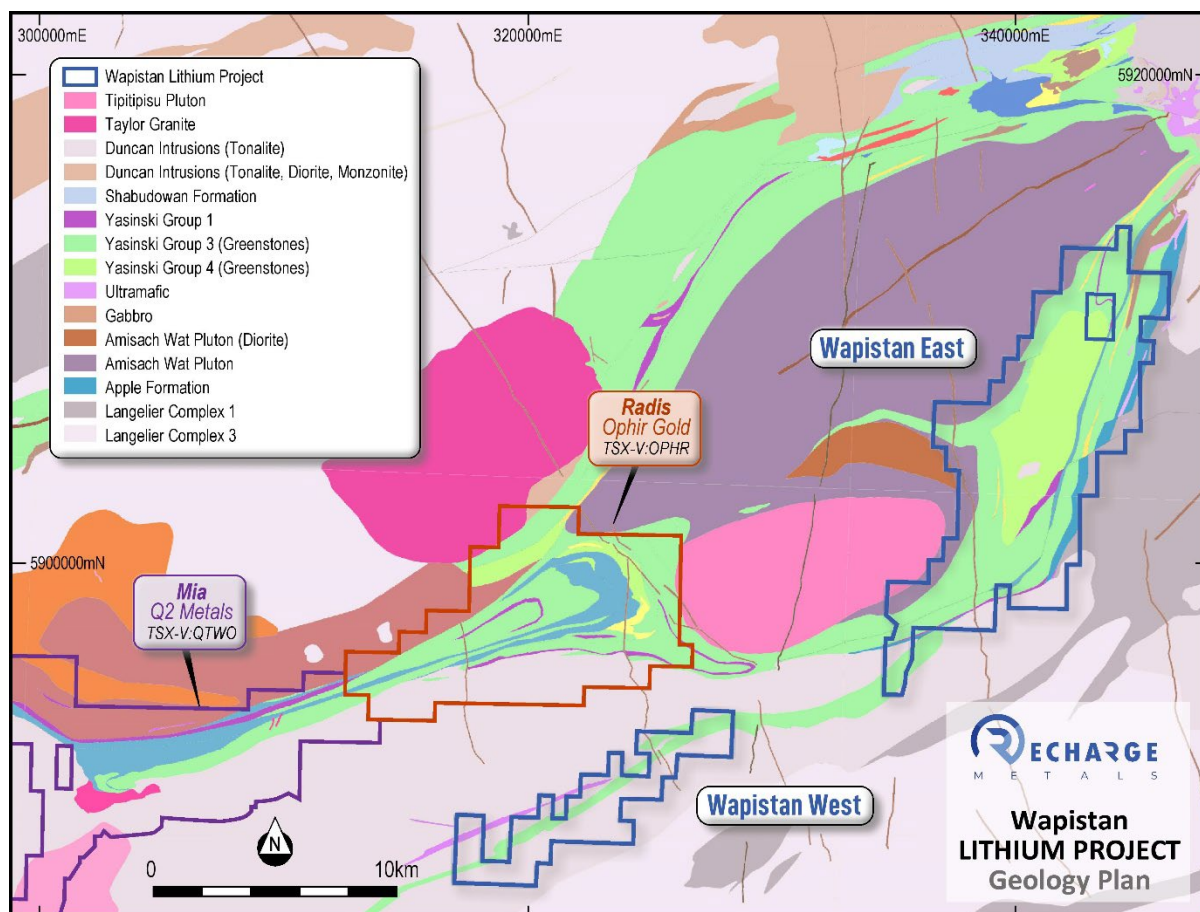 300000mE
320000mE
340000mE
5920000mN
Wapistan Lithium Project
Tipitipisu Pluton
Taylor Granite
Duncan Intrusions (Tonalite)
Duncan Intrusions (Tonalite, Diorite, Monzonite)
Shabudowan Formation
Yasinski Group 1
Yasinski Group 3 (Greenstones)
Yasinski Group 4 (Greenstones)
Ultramafic
Gabbro
Amisach Wat Pluton (Diorite)
Amisach Wat Pluton
Apple Formation
Langelier Complex 1
Langelier Complex 3
Wapistan East
Radis
Ophir Gold
TSX-V:OPHR
5900000mN
Mia
Q2 Metals
TSX-V:QTWO
Wapistan West
N
0
10km
RECHARGE
METALS
Wapistan
LITHIUM PROJECT
Geology Plan